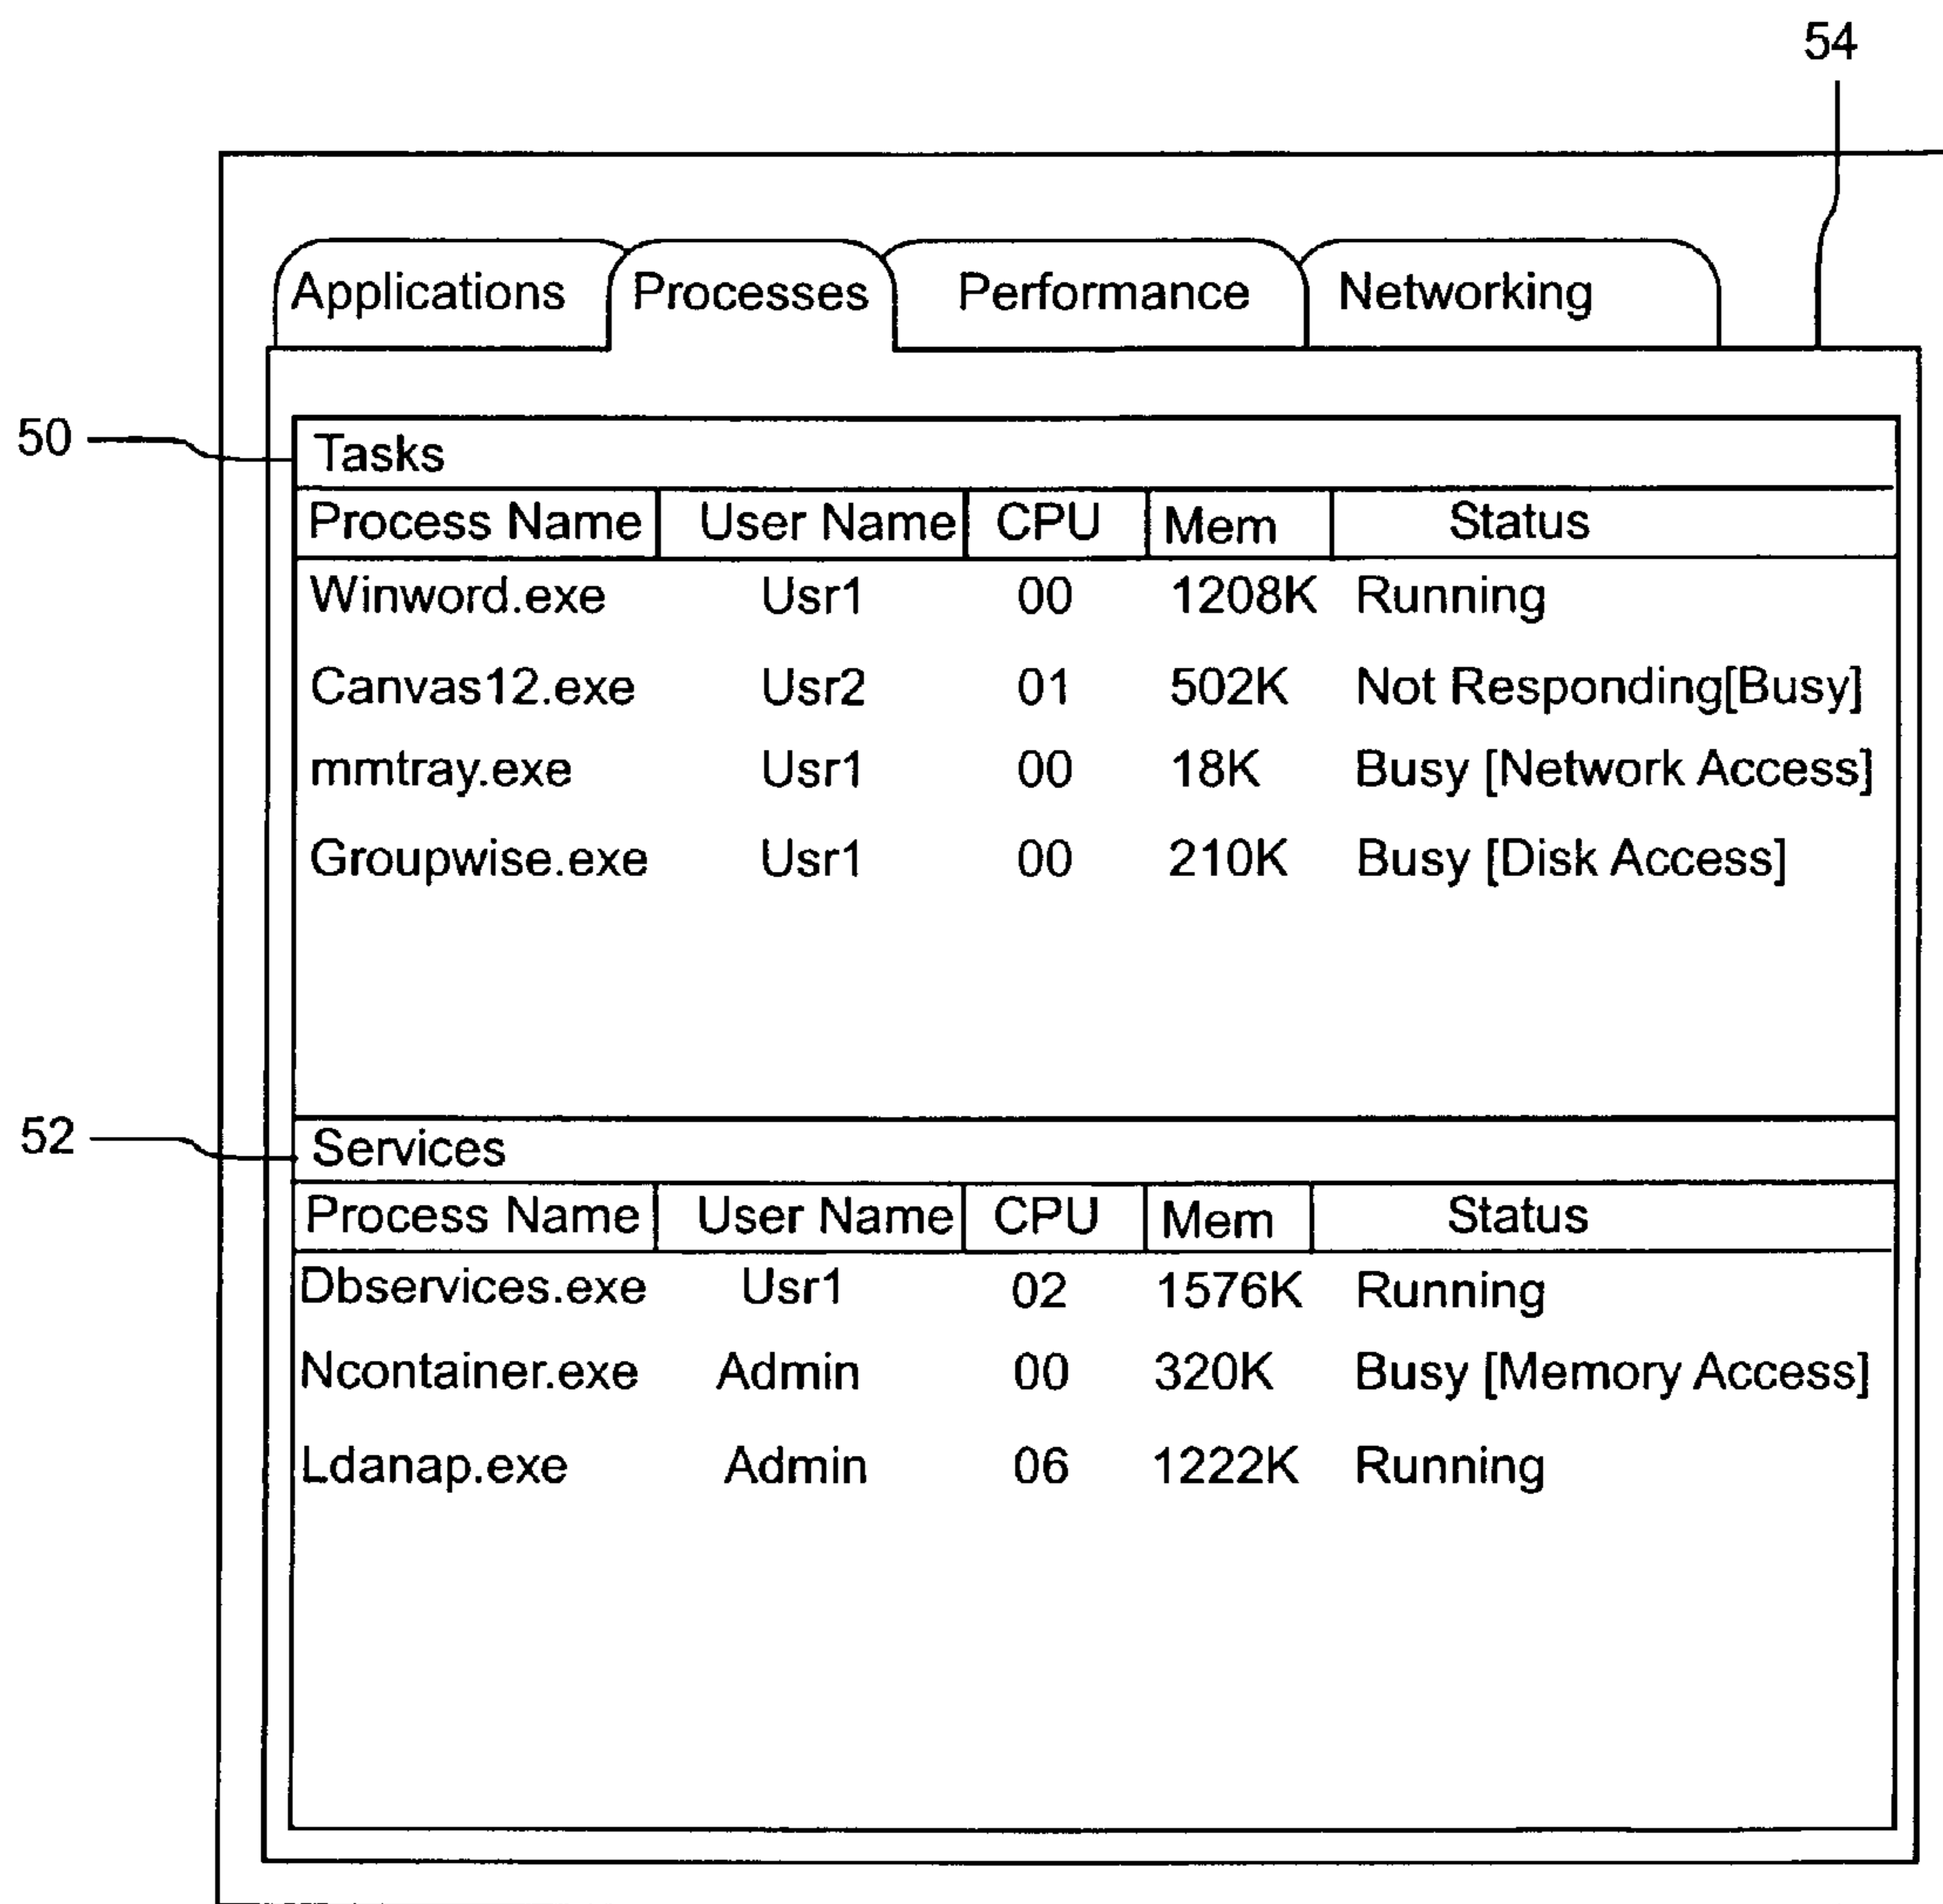 54
Applications Processes Performance Networking
50
Tasks
Process Name User Name CPU Mem Status
Winword.exe Usr1 00 1208K Running
Canvas12.exe Usr2 01 502K Not Responding[Busy]
mmtray.exe Usr1 00 18K Busy [Network Access]
Groupwise.exe Usr1 00 210K Busy [Disk Access]
52
Services
Process Name User Name CPU Mem Status
Dbservices.exe Usr1 02 1576K Running
Ncontainer.exe Admin 00 320K Busy [Memory Access]
Ldanap.exe Admin 06 1222K Running